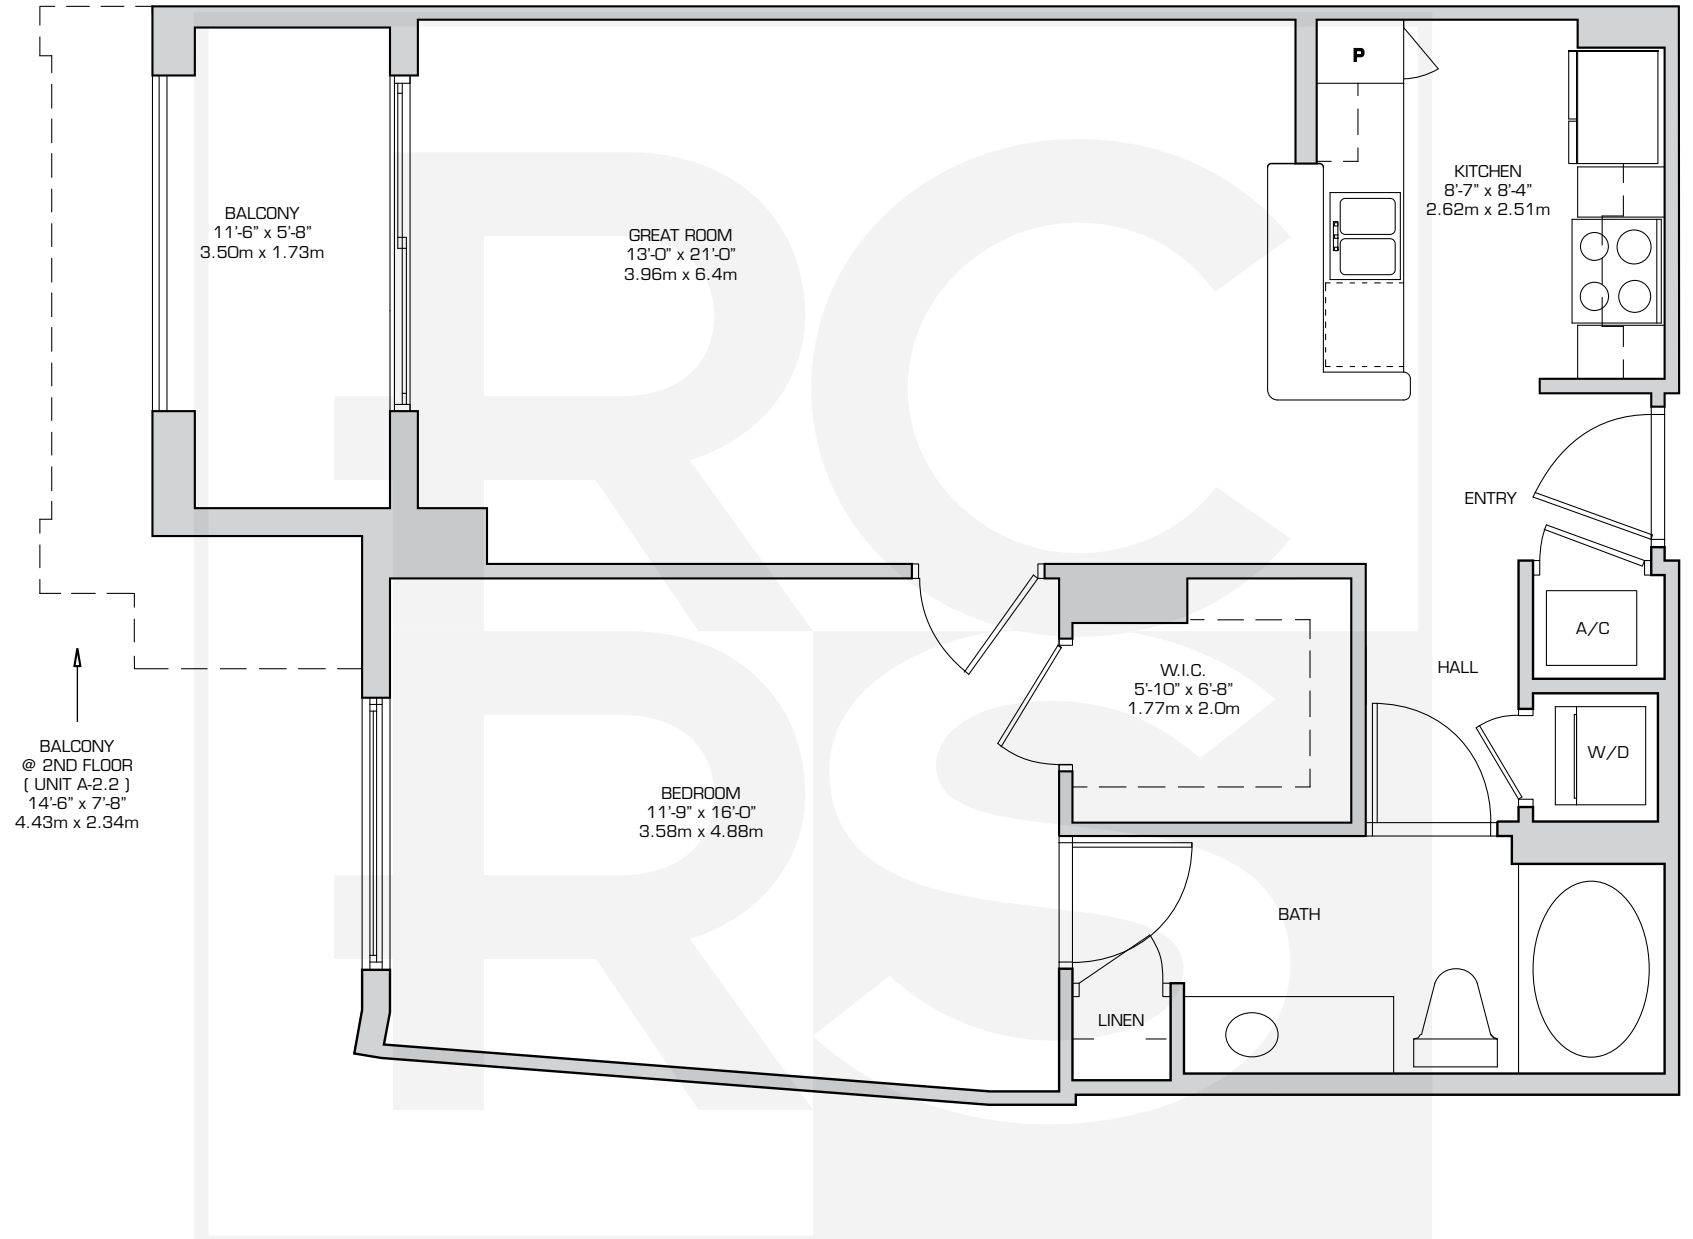 P
KITCHEN
8'-7" x 8'-4"
2.62m x 2.51m
BALCONY
11'-6" x 5'-8"
3.50m x 1.73m
GREAT ROOM
13'-0" x 21'-0"
3.96m x 6.4m
ENTRY
A/C
HALL
W.I.C.
5'-10" x 6'-8"
1.77m x 2.0m
W/D
BALCONY
@ 2ND FLOOR
( UNIT A-2.2 )
14'-6" x 7'-8"
4.43m x 2.34m
BEDROOM
11'-9" x 16'-0"
3.58m x 4.88m
BATH
LINEN
RC
RS